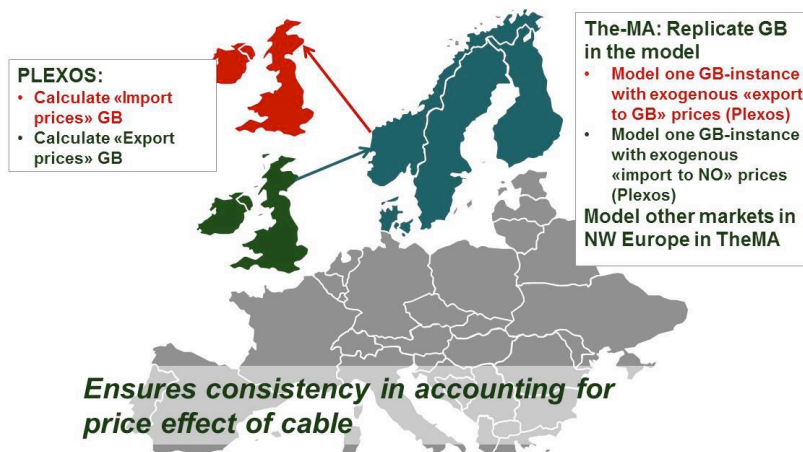 PLEXOS:
• Calculate «Import
prices» GB
• Calculate «Export
prices» GB
The-MA: Replicate GB
in the model
• Model one GB-instance
with exogenous «export
to GB» prices (Plexos)
• Model one GB-instance
with exogenous
«import to NO» prices
(Plexos)
Model other markets in
NW Europe in TheMA
Ensures consistency in accounting for
price effect of cable